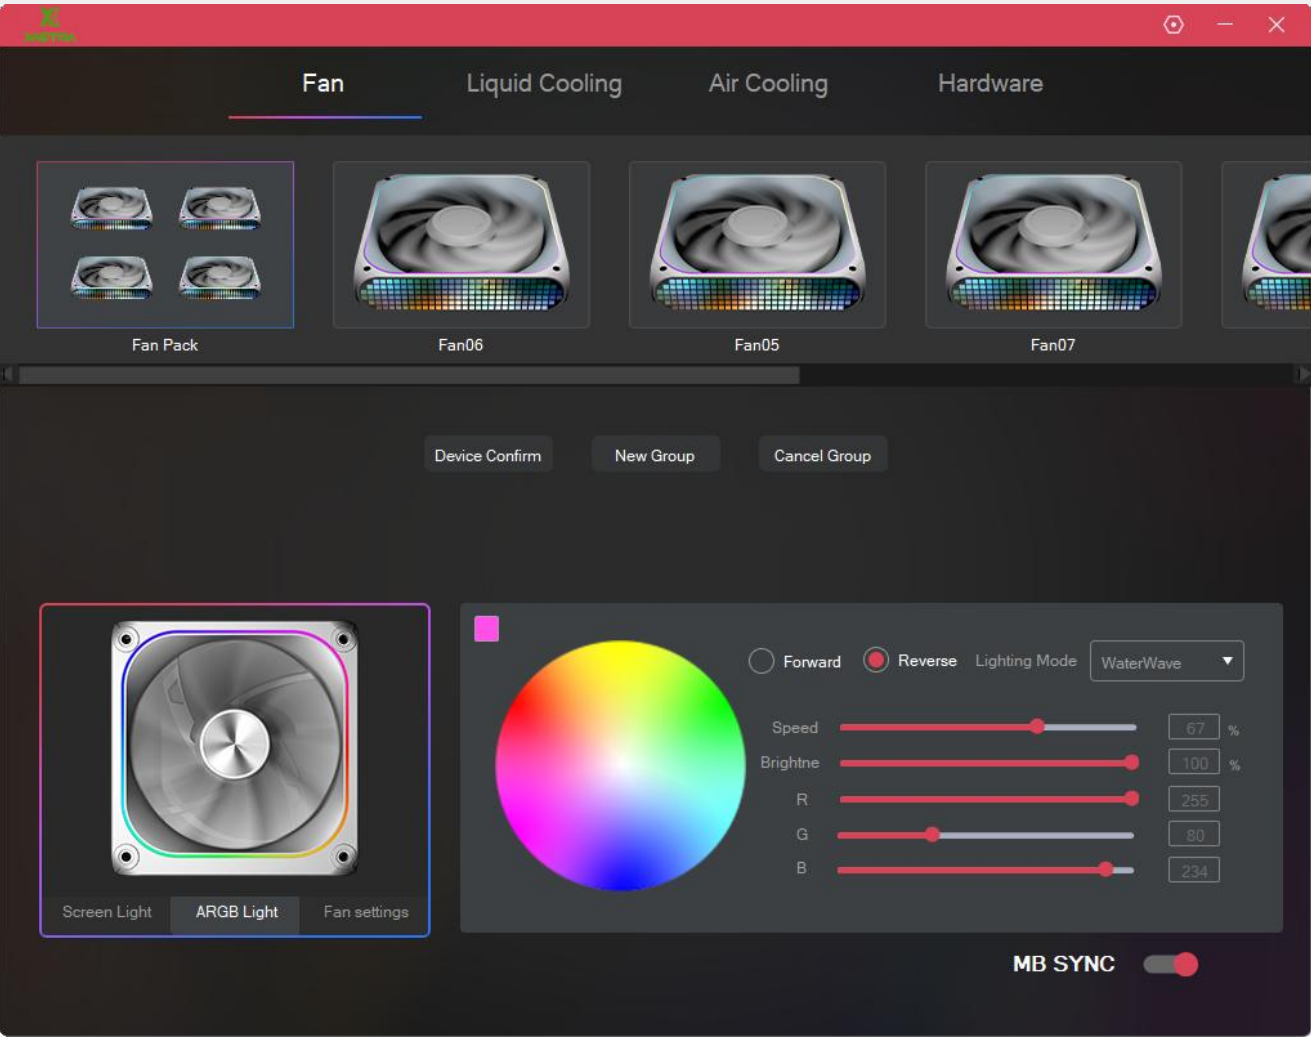 Fan Liquid Cooling Air Cooling Hardware
Fan Pack Fan06 Fan05 Fan07
Device Confirm New Group Cancel Group
Forward Reverse Lighting Mode WaterWave
Speed 67 %
Brightne 100 %
R 255
G 80
B 234
Screen Light ARGB Light Fan settings
MB SYNC